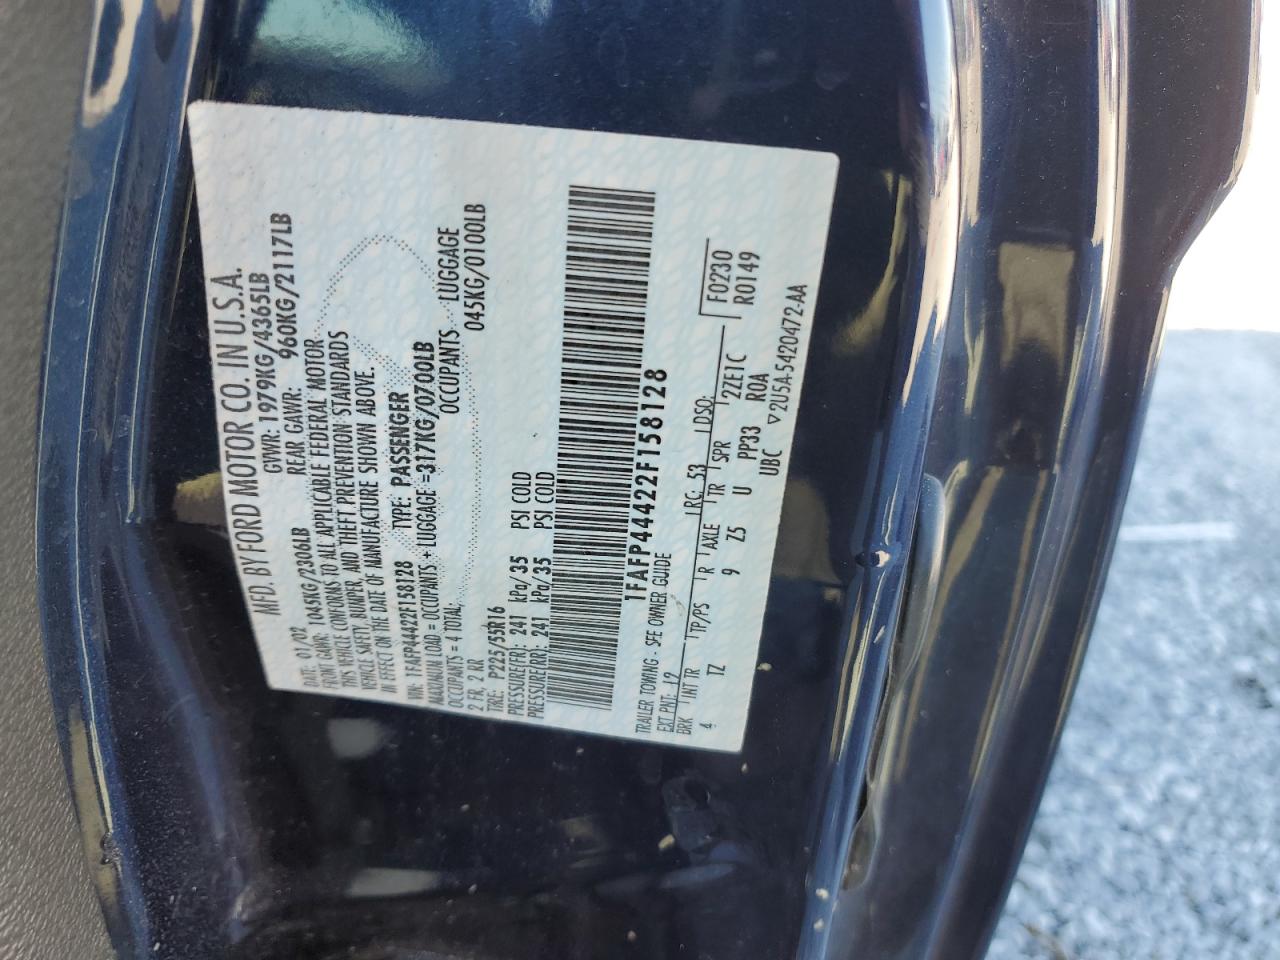 MFD. BY FORD MOTOR CO. IN U.S.A.
DATE: 01/02 GVWR: 1979KG/4365LB
FRONT GAWR: 1045KG/2306LB REAR GAWR: 960KG/2117LB
THIS VEHICLE CONFORMS TO ALL APPLICABLE FEDERAL MOTOR
VEHICLE SAFETY, BUMPER, AND THEFT PREVENTION STANDARDS
IN EFFECT ON THE DATE OF MANUFACTURE SHOWN ABOVE.
VIN: 1FAFP44422F158128 TYPE: PASSENGER
MAXIMUM LOAD = OCCUPANTS + LUGGAGE =317KG/0700LB
OCCUPANTS = 4 TOTAL: OCCUPANTS LUGGAGE
2 FR, 2 RR 045KG/0100LB
TIRE: P225/55R16
PRESSURE(FR): 241 kPa/35 PSI COLD
PRESSURE(RR): 241 kPa/35 PSI COLD
1FAFP44422F158128
TRAILER TOWING - SEE OWNER GUIDE
EXT PNT: 19 RC: 53 DSO: F0230
BRK INT TR TP/PS R AXLE TR SPR R0149
4 TZ 9 Z5 U PP33 27E1C
R0A
UBC ▽2U5A-5420472-AA